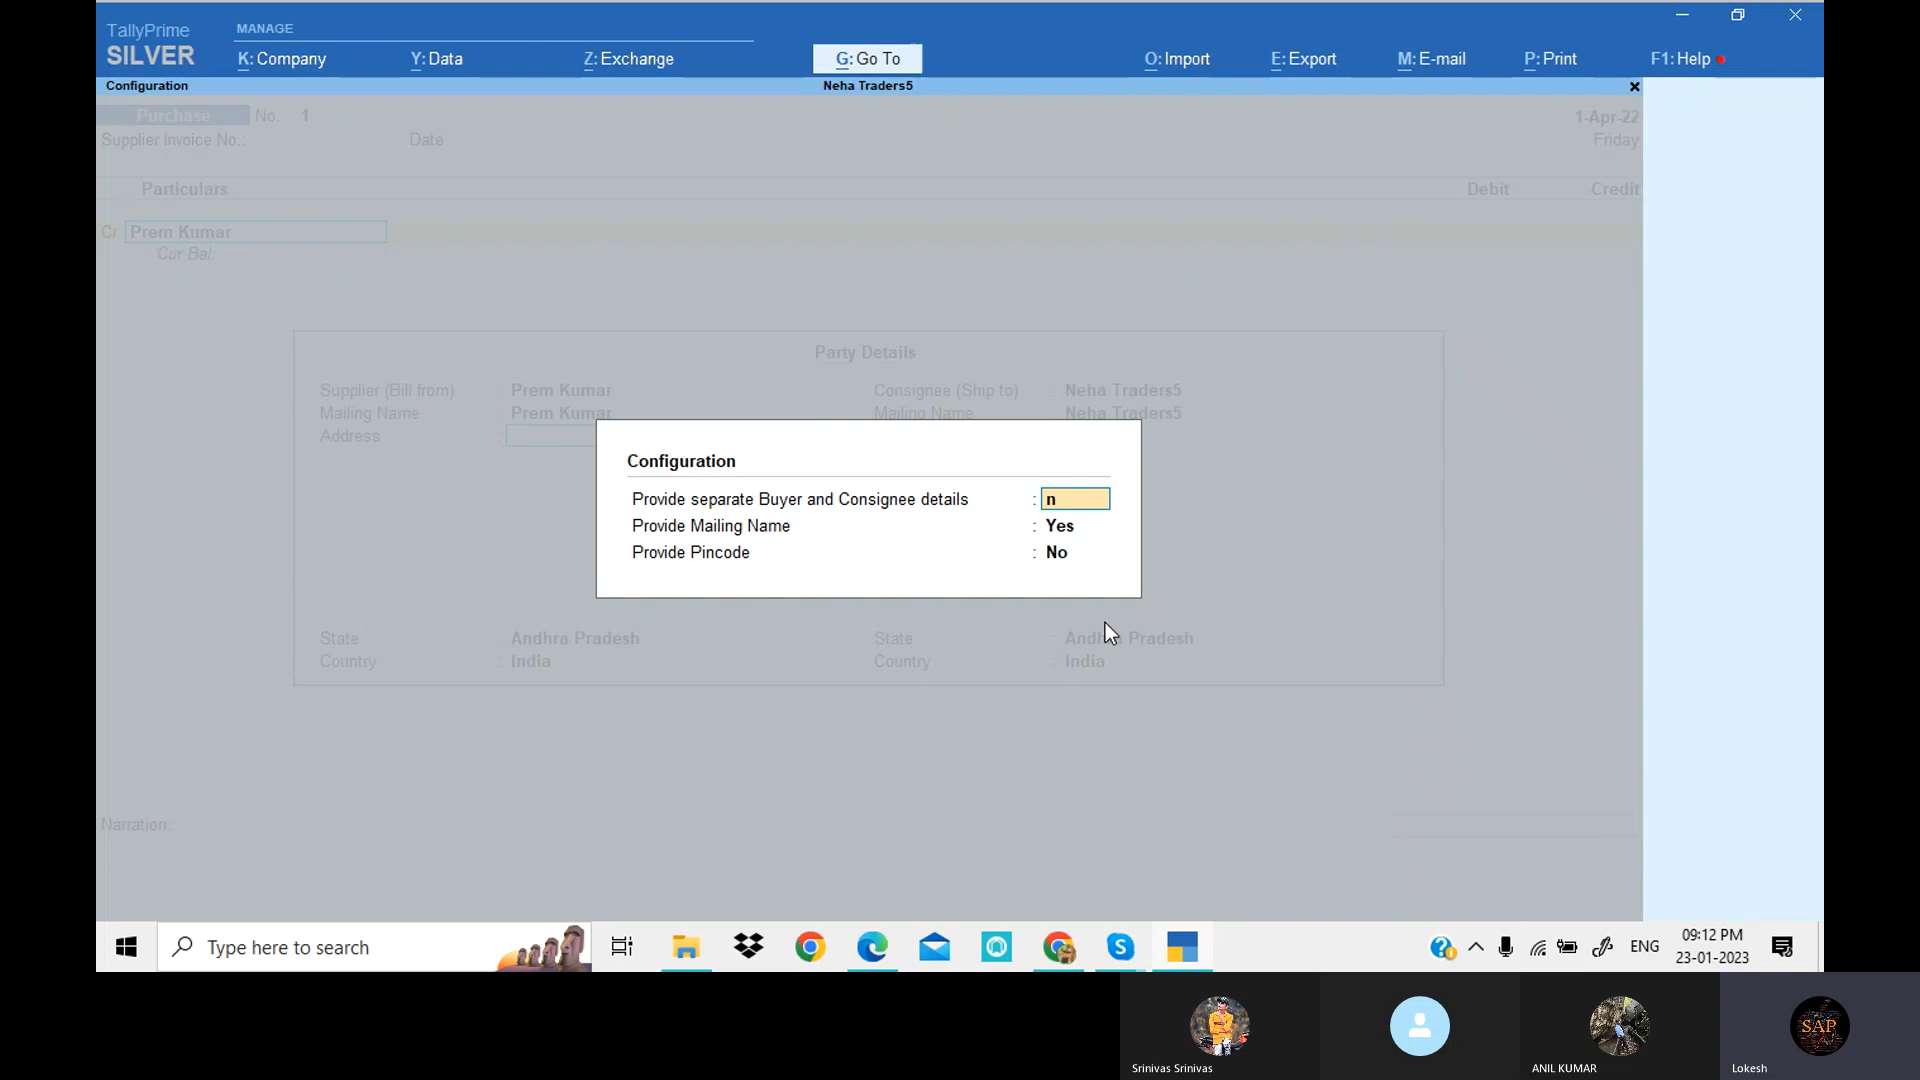 TallyPrime
SILVER
MANAGE
K: Company
Y: Data
Z: Exchange
G: Go To
O: Import
E: Export
M: E-mail
P: Print
F1: Help
Configuration
Neha Traders5
Purchase No. 1
1-Apr-22
Supplier Invoice No.:
Date :
Friday
Particulars
Debit
Credit
Cr Prem Kumar
Cur Bal:
Party Details
Supplier (Bill from) : Prem Kumar
Consignee (Ship to) : Neha Traders5
Mailing Name : Prem Kumar
Mailing Name : Neha Traders5
Address :
Configuration
Provide separate Buyer and Consignee details : n
Provide Mailing Name : Yes
Provide Pincode : No
State : Andhra Pradesh
State : Andhra Pradesh
Country : India
Country : India
Narration:
Type here to search
ENG
09:12 PM
23-01-2023
SAP
Srinivas Srinivas
ANIL KUMAR
Lokesh